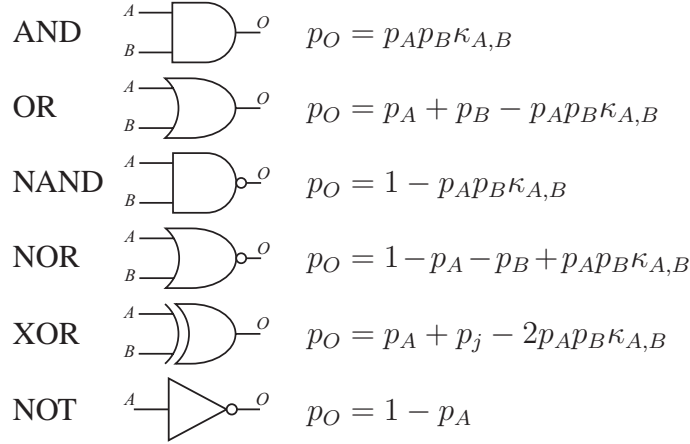 AND A B O p_O = p_A p_B κ_{A,B}
OR A B O p_O = p_A + p_B − p_A p_B κ_{A,B}
NAND A B O p_O = 1 − p_A p_B κ_{A,B}
NOR A B O p_O = 1 − p_A − p_B + p_A p_B κ_{A,B}
XOR A B O p_O = p_A + p_j − 2p_A p_B κ_{A,B}
NOT A O p_O = 1 − p_A